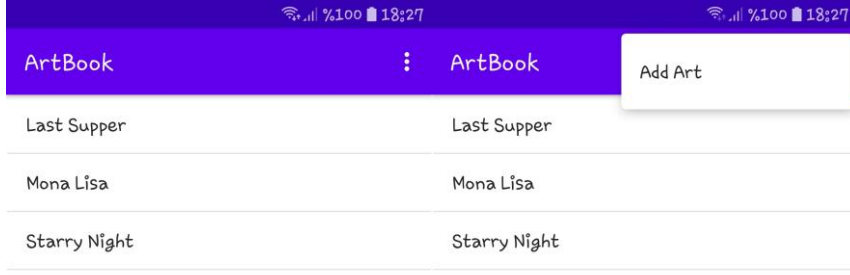 %100 18:27
ArtBook
Last Supper
Mona Lisa
Starry Night
%100 18:27
ArtBook
Add Art
Last Supper
Mona Lisa
Starry Night